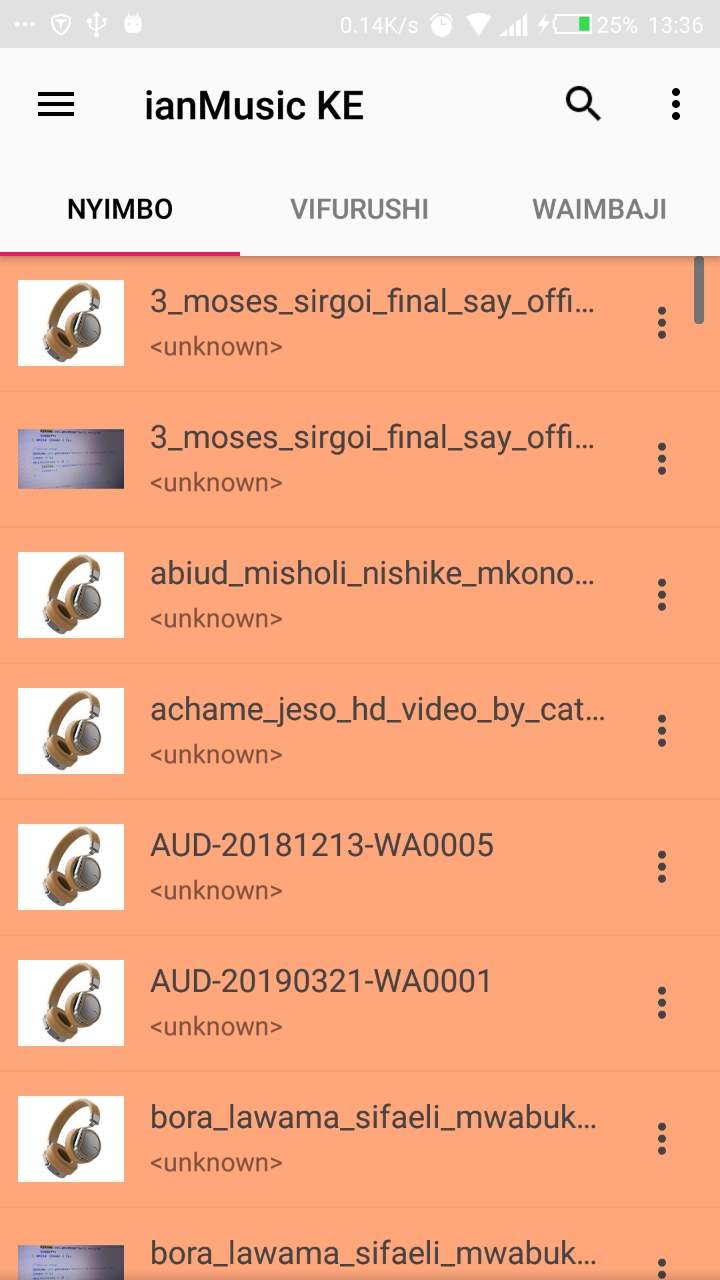 0.14K/s 25% 13:36
ianMusic KE
NYIMBO VIFURUSHI WAIMBAJI
3_moses_sirgoi_final_say_offi...
<unknown>
3_moses_sirgoi_final_say_offi...
<unknown>
abiud_misholi_nishike_mkono...
<unknown>
achame_jeso_hd_video_by_cat...
<unknown>
AUD-20181213-WA0005
<unknown>
AUD-20190321-WA0001
<unknown>
bora_lawama_sifaeli_mwabuk...
<unknown>
bora_lawama_sifaeli_mwabuk...